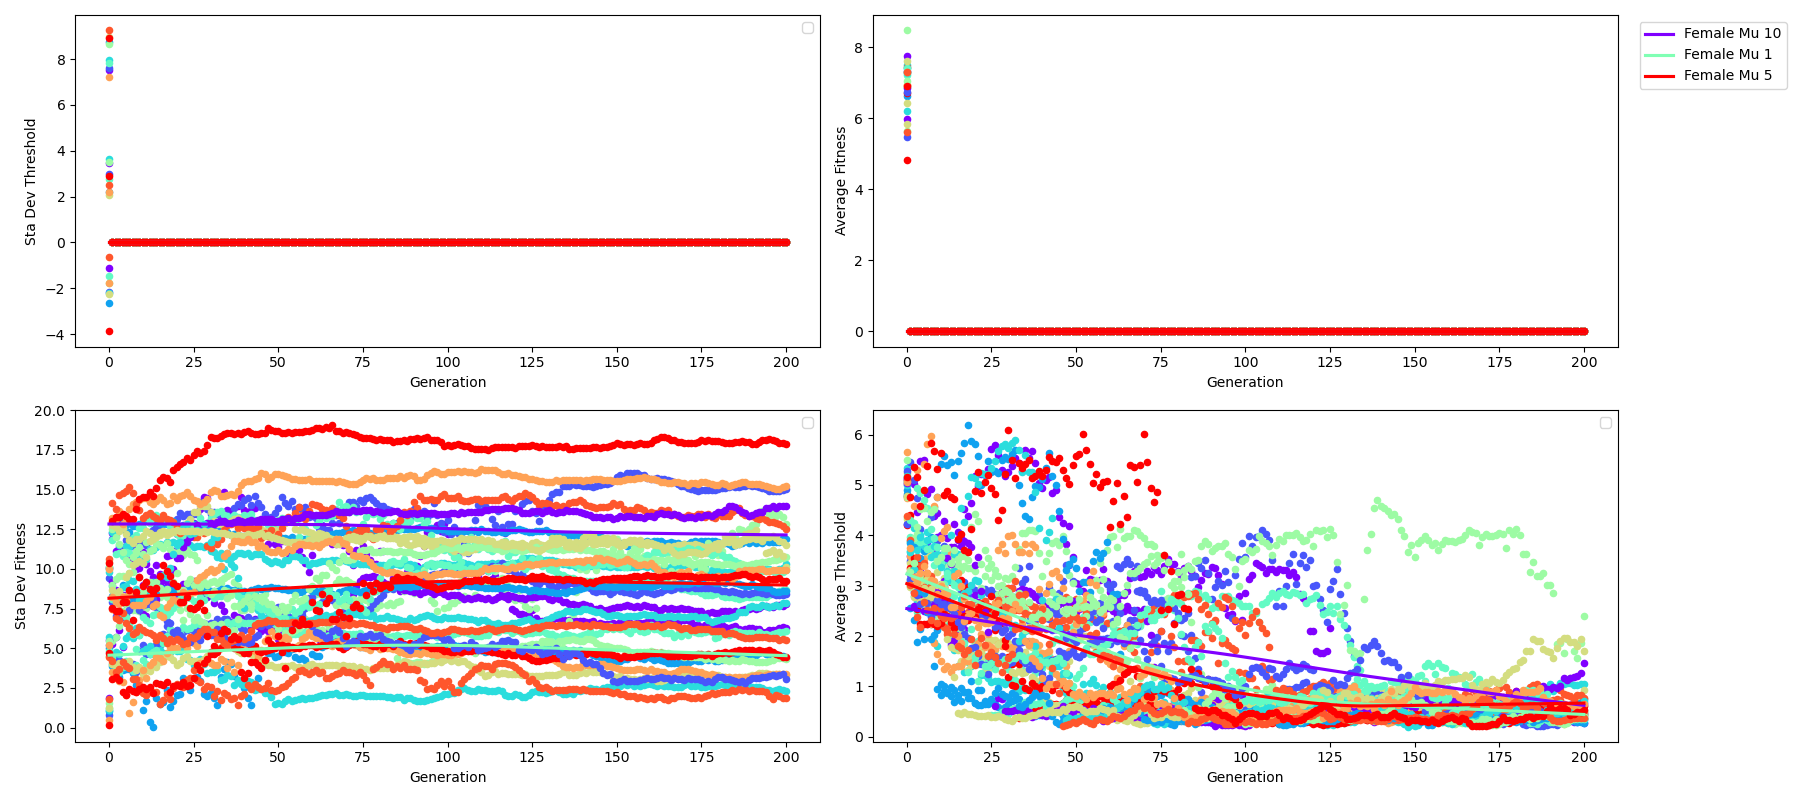 Sta Dev Threshold
8
6
4
2
0
−2
−4
0 25 50 75 100 125 150 175 200
Generation
Average Fitness
8
6
4
2
0
0 25 50 75 100 125 150 175 200
Generation
Female Mu 10
Female Mu 1
Female Mu 5
Sta Dev Fitness
20.0
17.5
15.0
12.5
10.0
7.5
5.0
2.5
0.0
0 25 50 75 100 125 150 175 200
Generation
Average Threshold
6
5
4
3
2
1
0
0 25 50 75 100 125 150 175 200
Generation